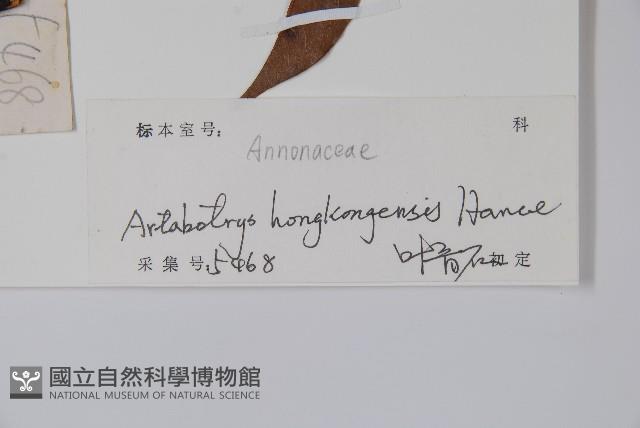 5468
标本室号: 科
Annonaceae
Artabotrys hongkongensis Hance
采集号: 5468 初定
國立自然科學博物館
NATIONAL MUSEUM OF NATURAL SCIENCE